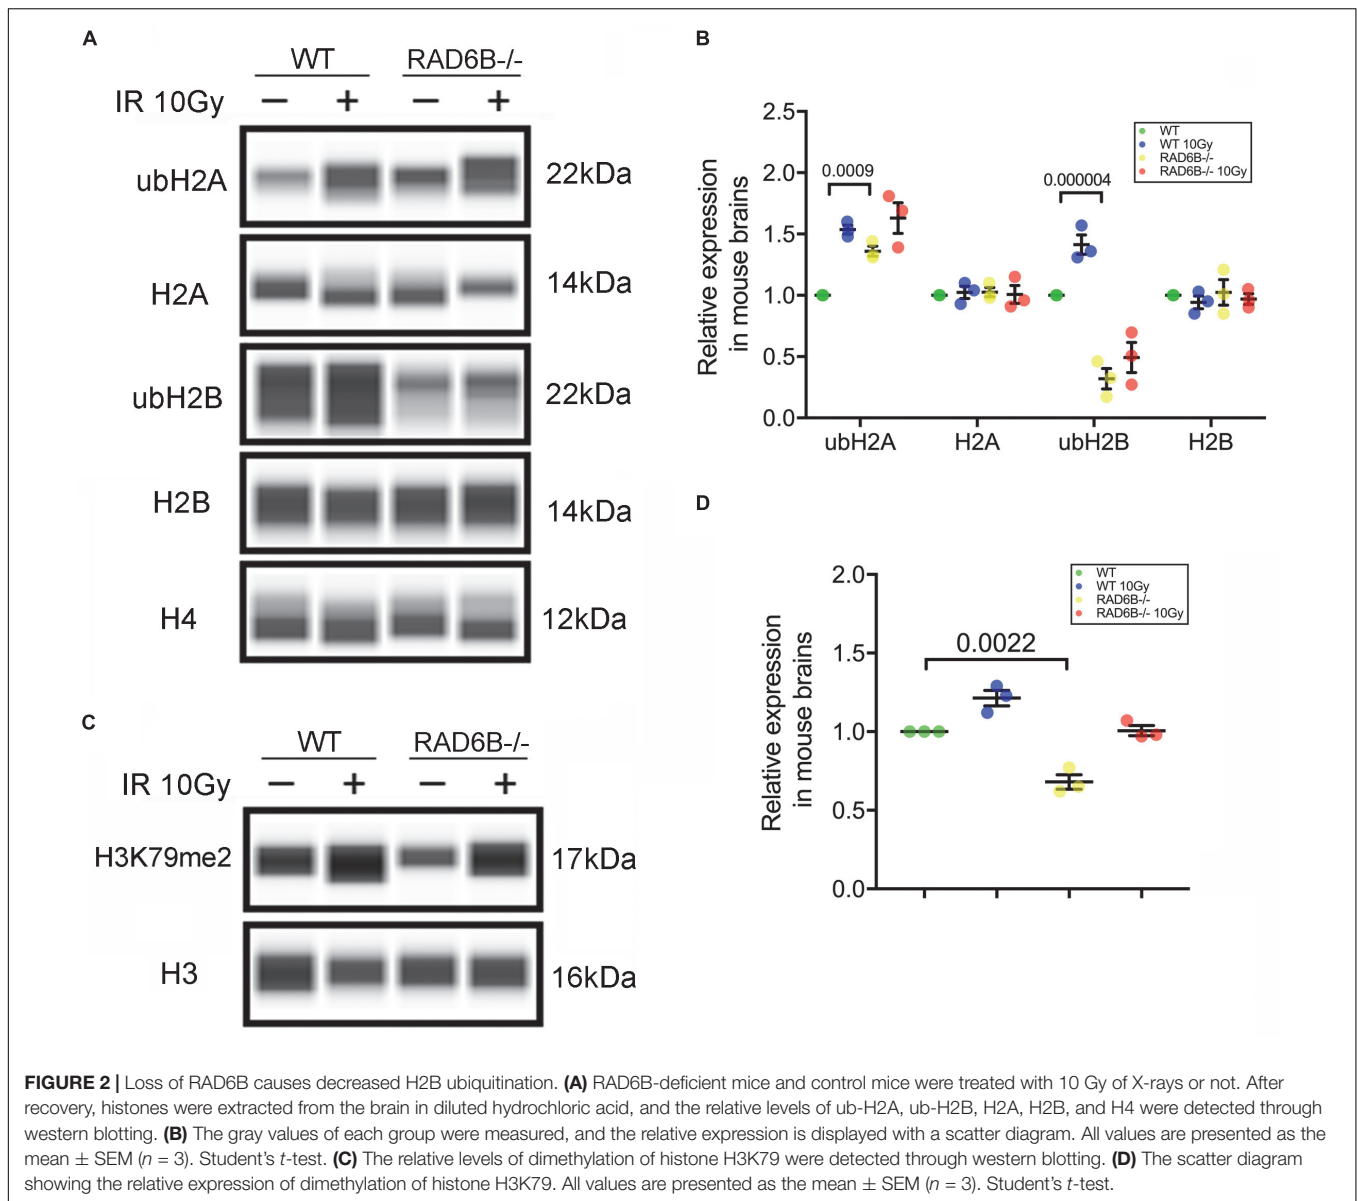 A
WT RAD6B-/-
IR 10Gy − + − +
ubH2A 22kDa
H2A 14kDa
ubH2B 22kDa
H2B 14kDa
H4 12kDa
B
Relative expression
in mouse brains
2.5
2.0
1.5
1.0
0.5
0.0
0.0009
0.000004
WT
WT 10Gy
RAD6B-/-
RAD6B-/- 10Gy
ubH2A H2A ubH2B H2B
C
WT RAD6B-/-
IR 10Gy − + − +
H3K79me2 17kDa
H3 16kDa
D
Relative expression
in mouse brains
2.0
1.5
1.0
0.5
0.0
0.0022
WT
WT 10Gy
RAD6B-/-
RAD6B-/- 10Gy
FIGURE 2 | Loss of RAD6B causes decreased H2B ubiquitination. (A) RAD6B-deficient mice and control mice were treated with 10 Gy of X-rays or not. After
recovery, histones were extracted from the brain in diluted hydrochloric acid, and the relative levels of ub-H2A, ub-H2B, H2A, H2B, and H4 were detected through
western blotting. (B) The gray values of each group were measured, and the relative expression is displayed with a scatter diagram. All values are presented as the
mean ± SEM (n = 3). Student's t-test. (C) The relative levels of dimethylation of histone H3K79 were detected through western blotting. (D) The scatter diagram
showing the relative expression of dimethylation of histone H3K79. All values are presented as the mean ± SEM (n = 3). Student's t-test.